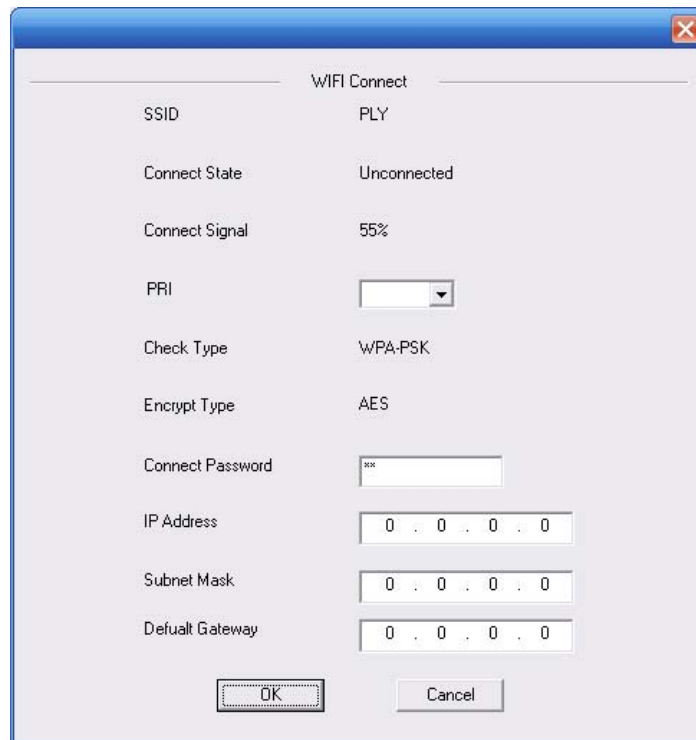 WIFI Connect
SSID PLY
Connect State Unconnected
Connect Signal 55%
PRI
Check Type WPA-PSK
Encrypt Type AES
Connect Password **
IP Address 0 . 0 . 0 . 0
Subnet Mask 0 . 0 . 0 . 0
Defualt Gateway 0 . 0 . 0 . 0
OK Cancel